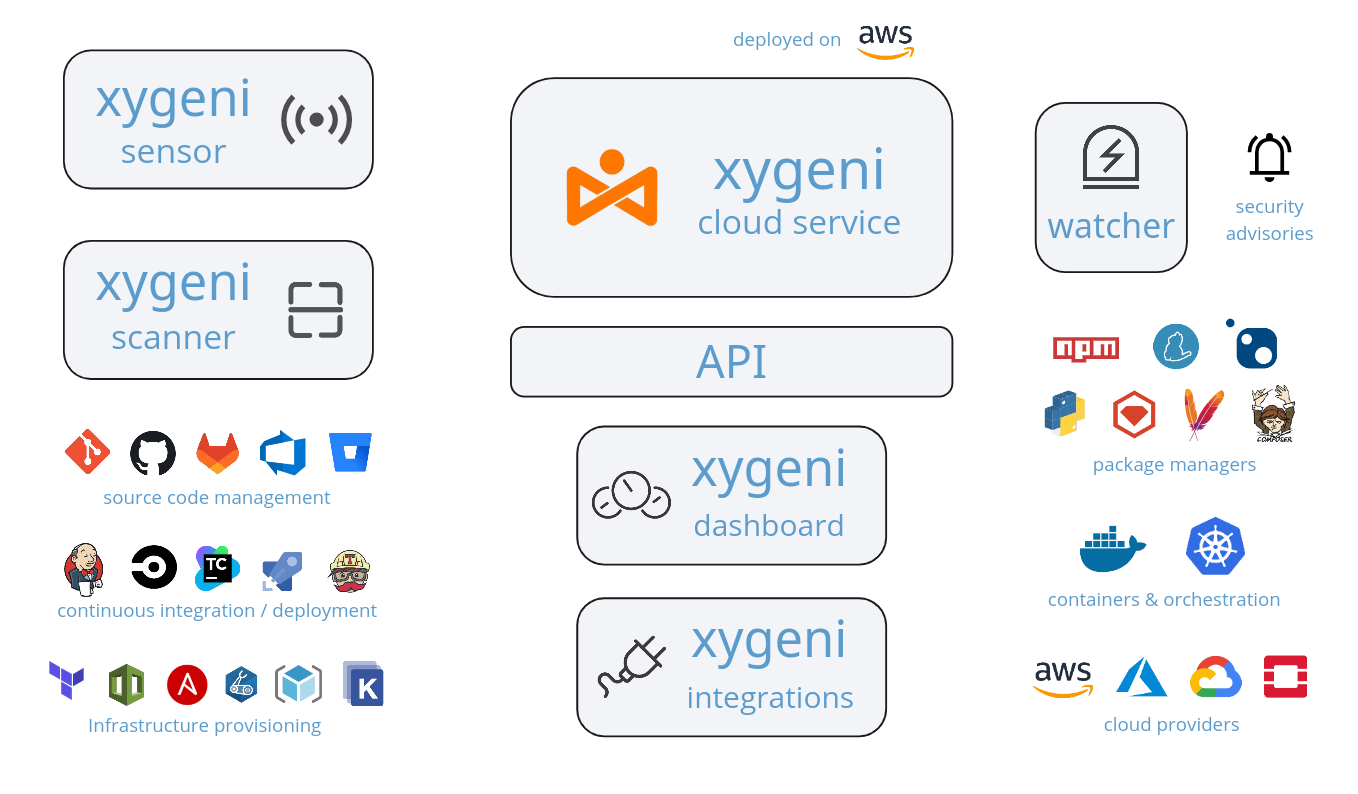 xygeni
sensor
xygeni
scanner
source code management
TC
T
continuous integration / deployment
A
K
Infrastructure provisioning
deployed on aws
xygeni
cloud service
API
xygeni
dashboard
xygeni
integrations
watcher
security
advisories
npm
COMPOSER
package managers
containers & orchestration
aws
cloud providers